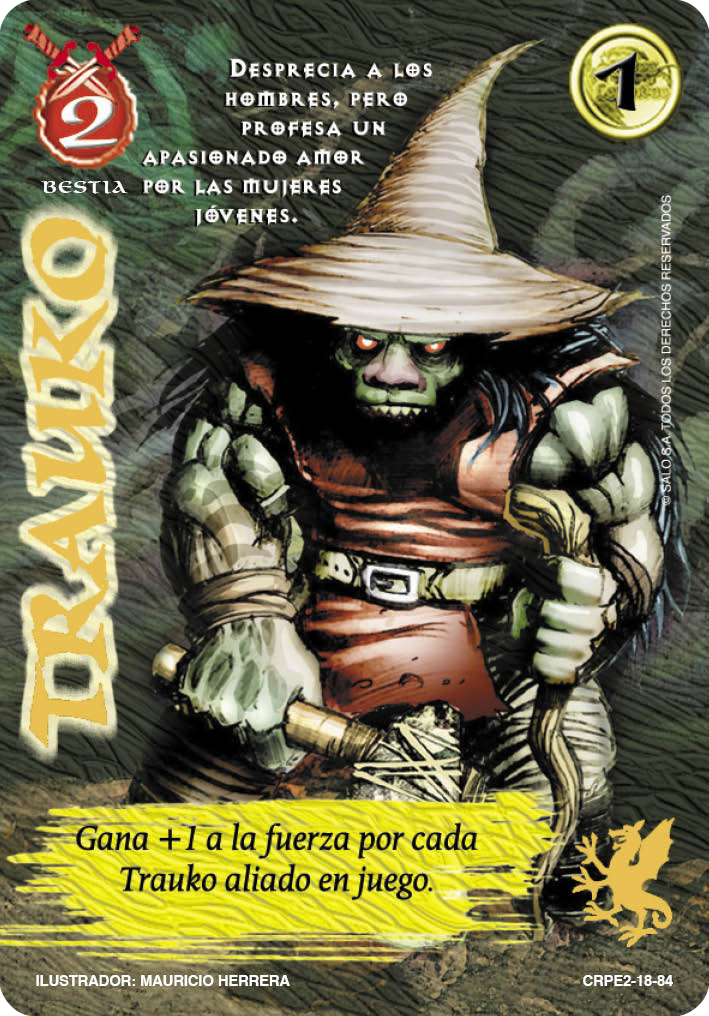 2
DESPRECIA A LOS
HOMBRES, PERO
PROFESA UN
APASIONADO AMOR
BESTIA POR LAS MUJERES
JÓVENES.
1
TRAUKO
© SALO S.A. TODOS LOS DERECHOS RESERVADOS
Gana +1 a la fuerza por cada
Trauko aliado en juego.
ILUSTRADOR: MAURICIO HERRERA
CRPE2-18-84